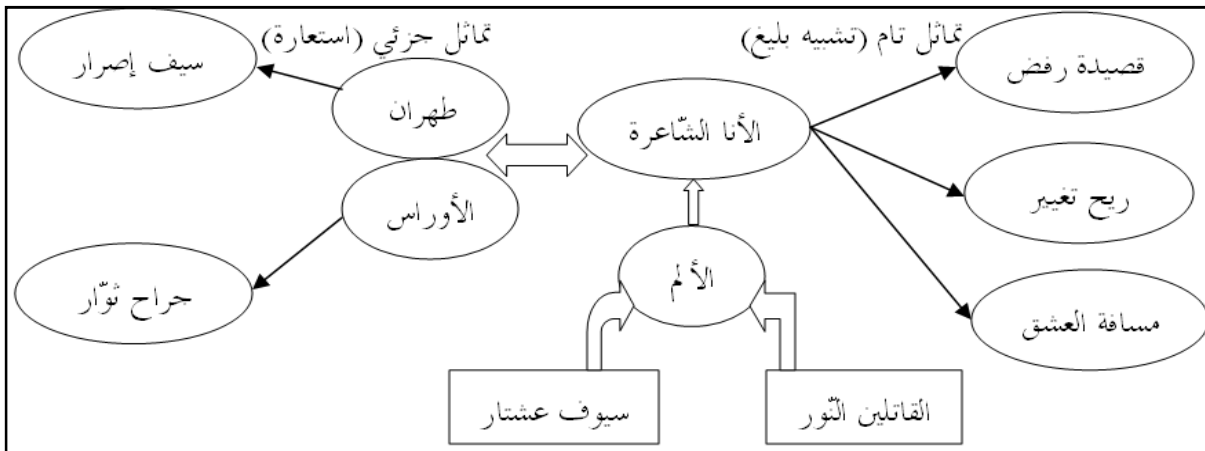 تماثل تام (تشبيه بليغ)
تماثل جزئي (استعارة)
قصيدة رفض
سيف إصرار
طهران
الأنا الشّاعرة
ريح تغيير
الأوراس
الألم
جراح ثوّار
مسافة العشق
القاتلين النّور
سيوف عشتار